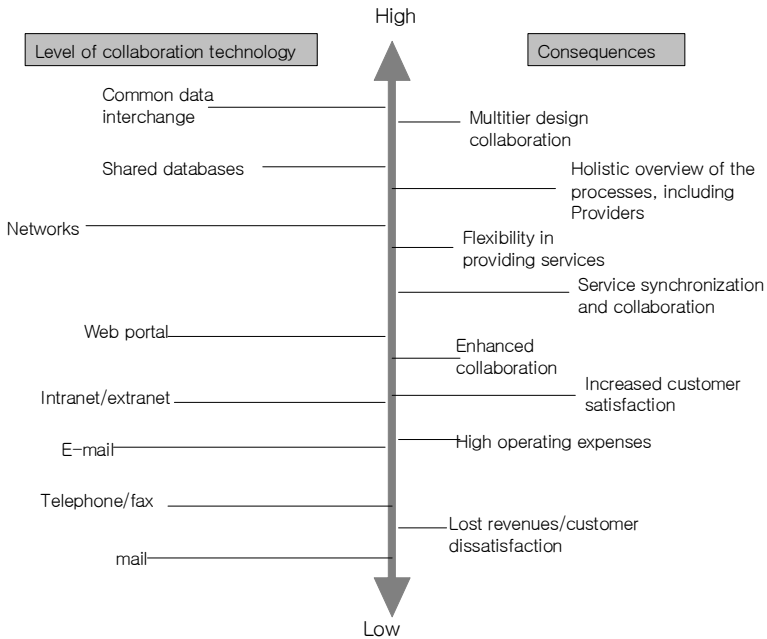 High
Level of collaboration technology
Consequences
Common data
interchange
Multitier design
collaboration
Shared databases
Holistic overview of the
processes, including
Providers
Networks
Flexibility in
providing services
Service synchronization
and collaboration
Web portal
Enhanced
collaboration
Increased customer
satisfaction
Intranet/extranet
High operating expenses
E-mail
Telephone/fax
Lost revenues/customer
dissatisfaction
mail
Low